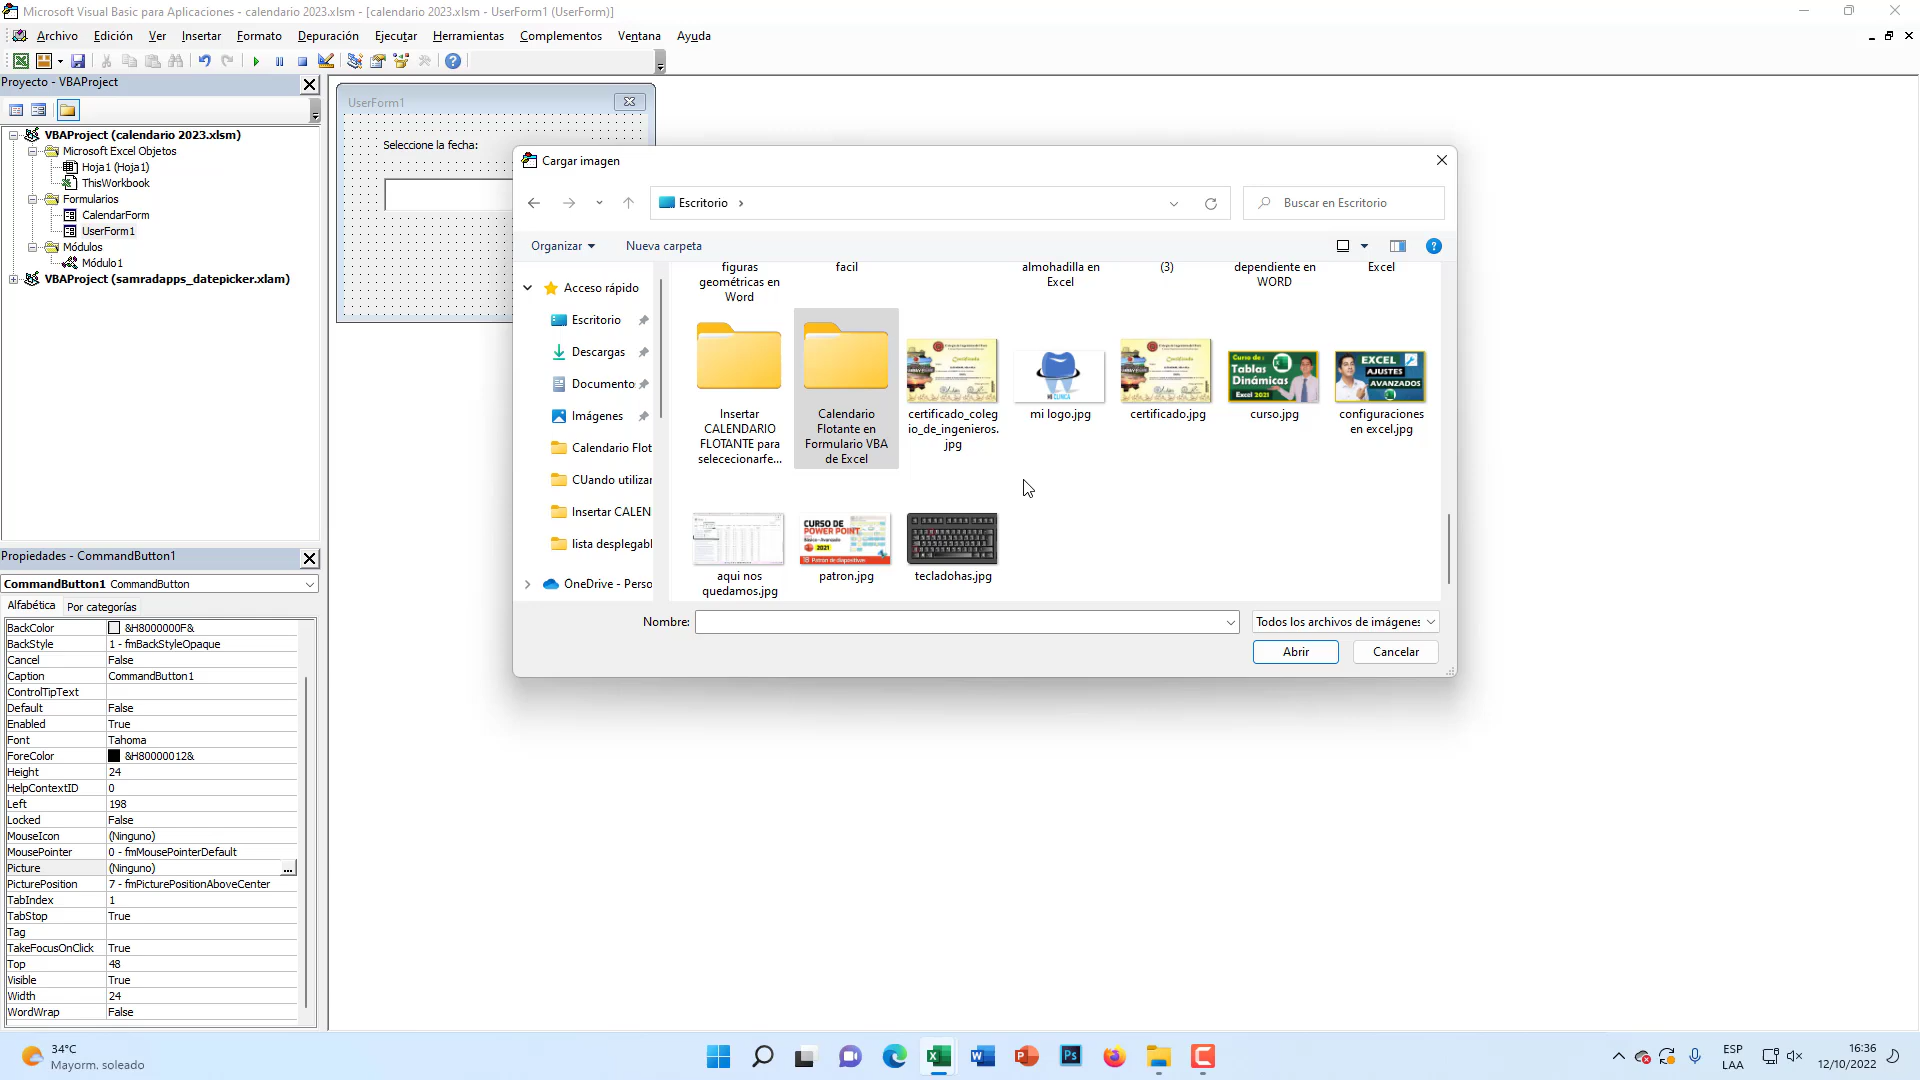 Microsoft Visual Basic para Aplicaciones - calendario 2023.xlsm - [calendario 2023.xlsm - UserForm1 (UserForm)]
Archivo Edición Ver Insertar Formato Depuración Ejecutar Herramientas Complementos Ventana Ayuda
Proyecto - VBAProject
VBAProject (calendario 2023.xlsm)
Microsoft Excel Objetos
Hoja1 (Hoja1)
ThisWorkbook
Formularios
CalendarForm
UserForm1
Módulos
Módulo1
VBAProject (samradapps_datepicker.xlam)
UserForm1
Seleccione la fecha:
Cargar imagen
Escritorio
Buscar en Escritorio
Organizar
Nueva carpeta
Acceso rápido
Escritorio
Descargas
Documento
Imágenes
Calendario Flot
CUando utilizar
Insertar CALEN
lista desplegabl
OneDrive - Perso
figuras
geométricas en
Word
facil
almohadilla en
Excel
(3)
dependiente en
WORD
Excel
Insertar
CALENDARIO
FLOTANTE para
selececionarfe...
Calendario
Flotante en
Formulario VBA
de Excel
certificado_coleg
io_de_ingenieros.
jpg
mi logo.jpg
certificado.jpg
Curso de:
Tablas
Dinámicas
Excel 2021
curso.jpg
EXCEL
AJUSTES
AVANZADOS
configuraciones
en excel.jpg
aqui nos
quedamos.jpg
CURSO DE
POWER POINT
2021
patron.jpg
tecladohas.jpg
Nombre:
Todos los archivos de imágenes
Abrir
Cancelar
Propiedades - CommandButton1
CommandButton1 CommandButton
Alfabética Por categorías
BackColor &H8000000F&
BackStyle 1 - fmBackStyleOpaque
Cancel False
Caption CommandButton1
ControlTipText
Default False
Enabled True
Font Tahoma
ForeColor &H80000012&
Height 24
HelpContextID 0
Left 198
Locked False
MouseIcon (Ninguno)
MousePointer 0 - fmMousePointerDefault
Picture (Ninguno) ...
PicturePosition 7 - fmPicturePositionAboveCenter
TabIndex 1
TabStop True
Tag
TakeFocusOnClick True
Top 48
Visible True
Width 24
WordWrap False
34°C
Mayorm. soleado
ESP
LAA
16:36
12/10/2022